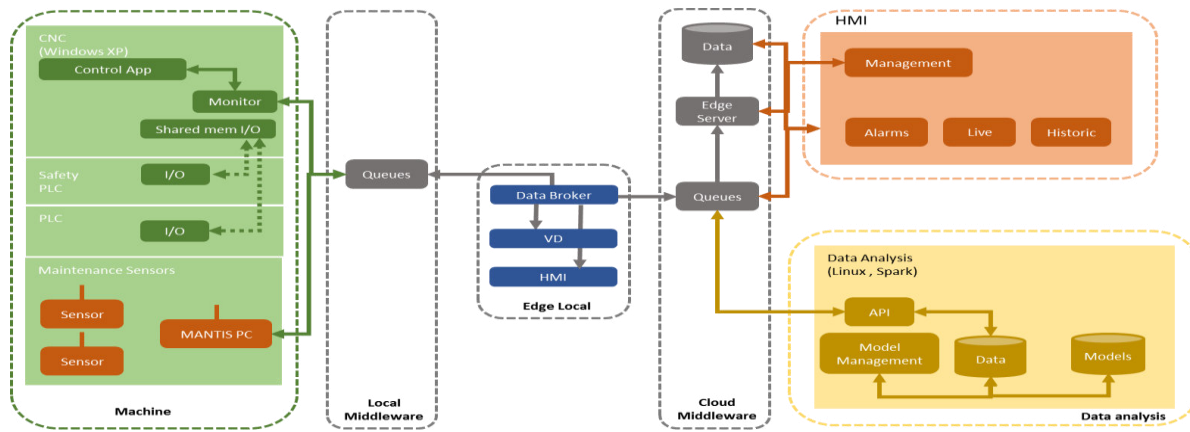 CNC
(Windows XP)
Control App
Monitor
Shared mem I/O
Safety
PLC
I/O
PLC
I/O
Maintenance Sensors
Sensor
MANTIS PC
Sensor
Machine
Queues
Local
Middleware
Data Broker
VD
HMI
Edge Local
Data
Edge
Server
Queues
Cloud
Middleware
HMI
Management
Alarms
Live
Historic
Data Analysis
(Linux , Spark)
API
Model
Management
Data
Models
Data analysis